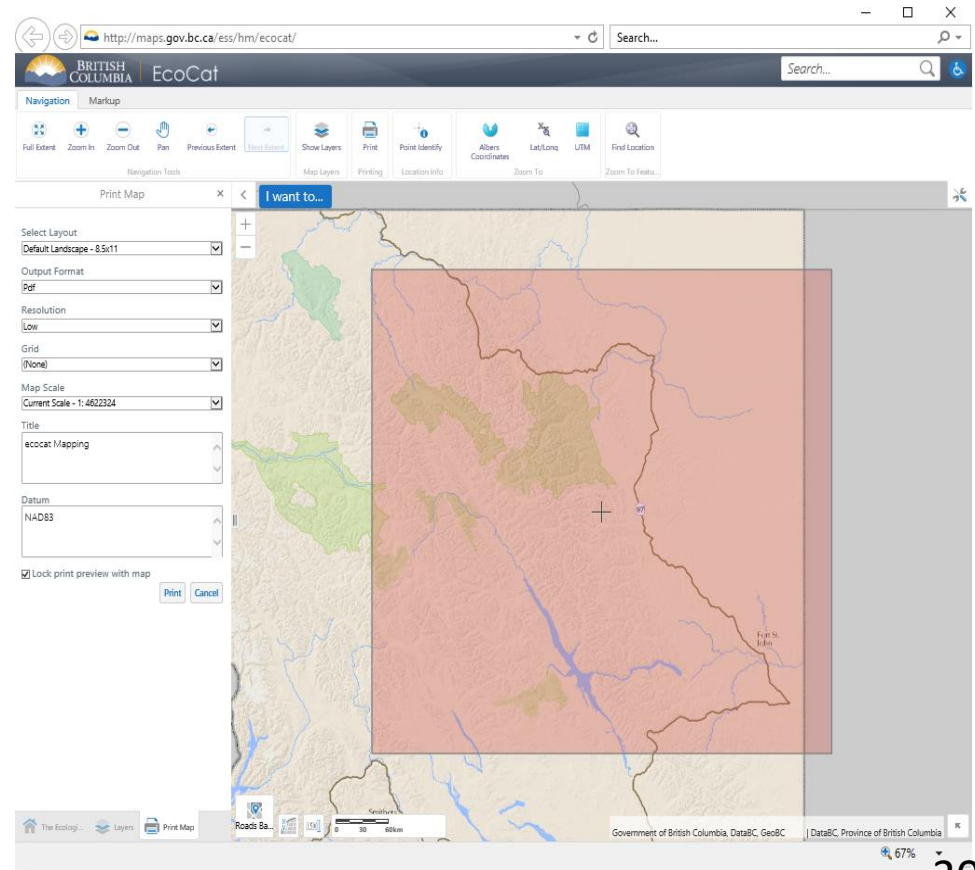 http://maps.gov.bc.ca/ess/hm/ecocat/
Search...
BRITISH
COLUMBIA
EcoCat
Search...
Navigation
Markup
Full Extent
Zoom In
Zoom Out
Pan
Previous Extent
Next Extent
Show Layers
Print
Point Identify
Albers
Coordinates
Lat/Long
UTM
Find Location
Navigation Tools
Map Layers
Printing
Location Info
Zoom To
Zoom To Featu...
Print Map
I want to...
Select Layout
Default Landscape - 8.5x11
Output Format
Pdf
Resolution
Low
Grid
(None)
Map Scale
Current Scale - 1: 4622324
Title
ecocat Mapping
Datum
NAD83
Lock print preview with map
Print
Cancel
97
Fort St.
John
Smithers
The Ecologi...
Layers
Print Map
Roads Ba...
0 30 60km
Government of British Columbia, DataBC, GeoBC | DataBC, Province of British Columbia
67%